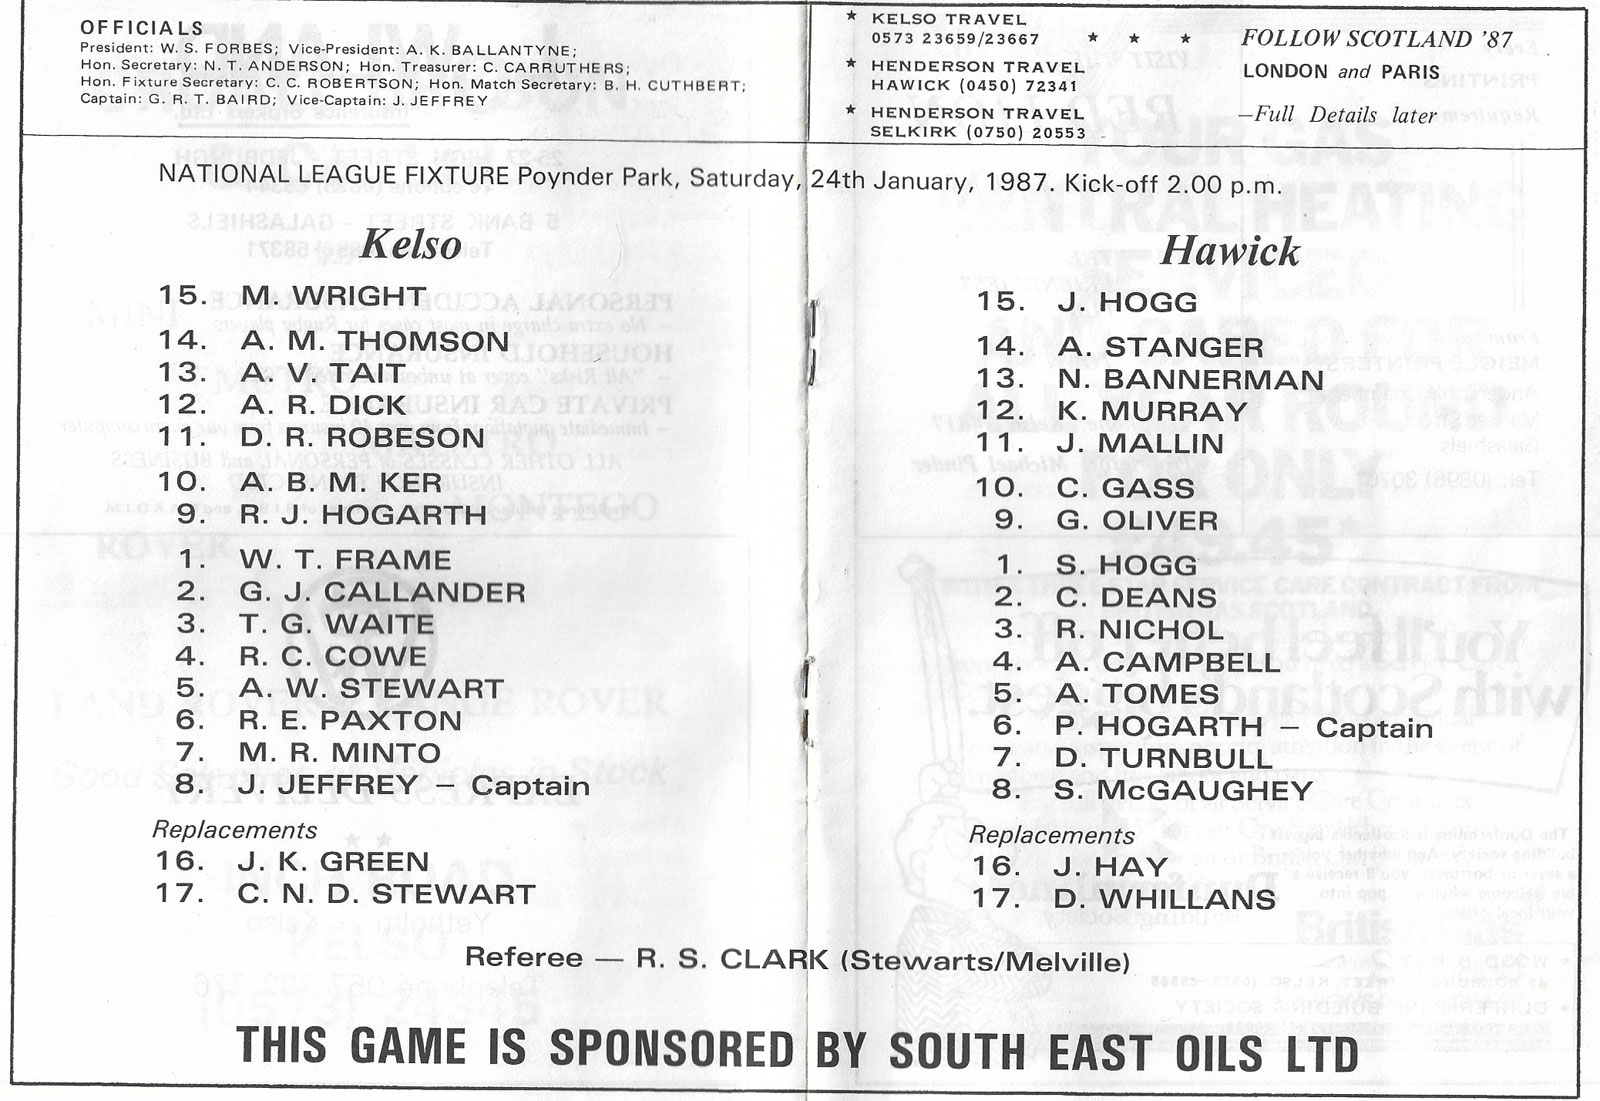 OFFICIALS
President: W. S. FORBES; Vice-President: A. K. BALLANTYNE;
Hon. Secretary: N. T. ANDERSON; Hon. Treasurer: C. CARRUTHERS;
Hon. Fixture Secretary: C. C. ROBERTSON; Hon. Match Secretary: B. H. CUTHBERT;
Captain: G. R. T. BAIRD; Vice-Captain: J. JEFFREY
★ KELSO TRAVEL
0573 23659/23667 ★ ★ ★
★ HENDERSON TRAVEL
HAWICK (0450) 72341
★ HENDERSON TRAVEL
SELKIRK (0750) 20553
FOLLOW SCOTLAND '87
LONDON and PARIS
—Full Details later
NATIONAL LEAGUE FIXTURE Poynder Park, Saturday, 24th January, 1987. Kick-off 2.00 p.m.
Kelso
15. M. WRIGHT
14. A. M. THOMSON
13. A. V. TAIT
12. A. R. DICK
11. D. R. ROBESON
10. A. B. M. KER
9. R. J. HOGARTH
1. W. T. FRAME
2. G. J. CALLANDER
3. T. G. WAITE
4. R. C. COWE
5. A. W. STEWART
6. R. E. PAXTON
7. M. R. MINTO
8. J. JEFFREY — Captain
Replacements
16. J. K. GREEN
17. C. N. D. STEWART
Hawick
15. J. HOGG
14. A. STANGER
13. N. BANNERMAN
12. K. MURRAY
11. J. MALLIN
10. C. GASS
9. G. OLIVER
1. S. HOGG
2. C. DEANS
3. R. NICHOL
4. A. CAMPBELL
5. A. TOMES
6. P. HOGARTH — Captain
7. D. TURNBULL
8. S. McGAUGHEY
Replacements
16. J. HAY
17. D. WHILLANS
Referee — R. S. CLARK (Stewarts/Melville)
THIS GAME IS SPONSORED BY SOUTH EAST OILS LTD